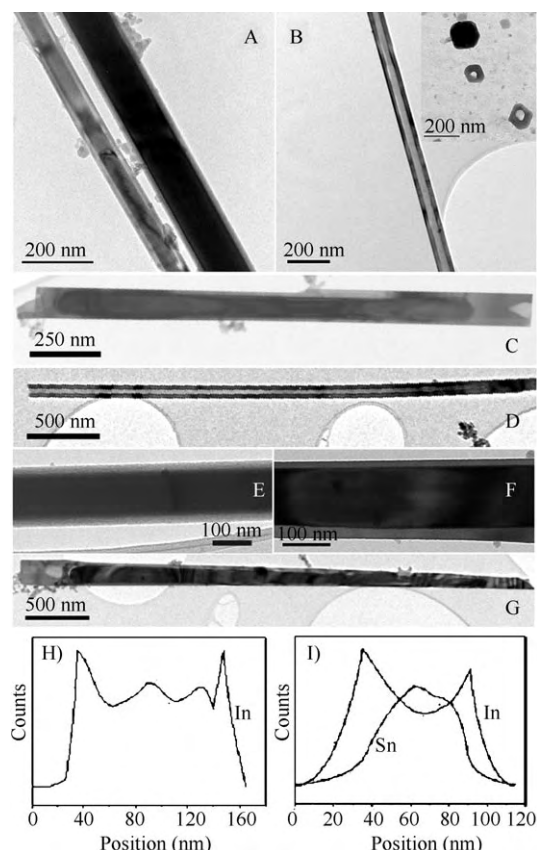 A
200 nm
B
200 nm
200 nm
250 nm
C
500 nm
D
E
100 nm
F
100 nm
500 nm
G
H)
Counts
In
0 40 80 120 160
Position (nm)
I)
Counts
Sn
In
0 20 40 60 80 100 120
Position (nm)